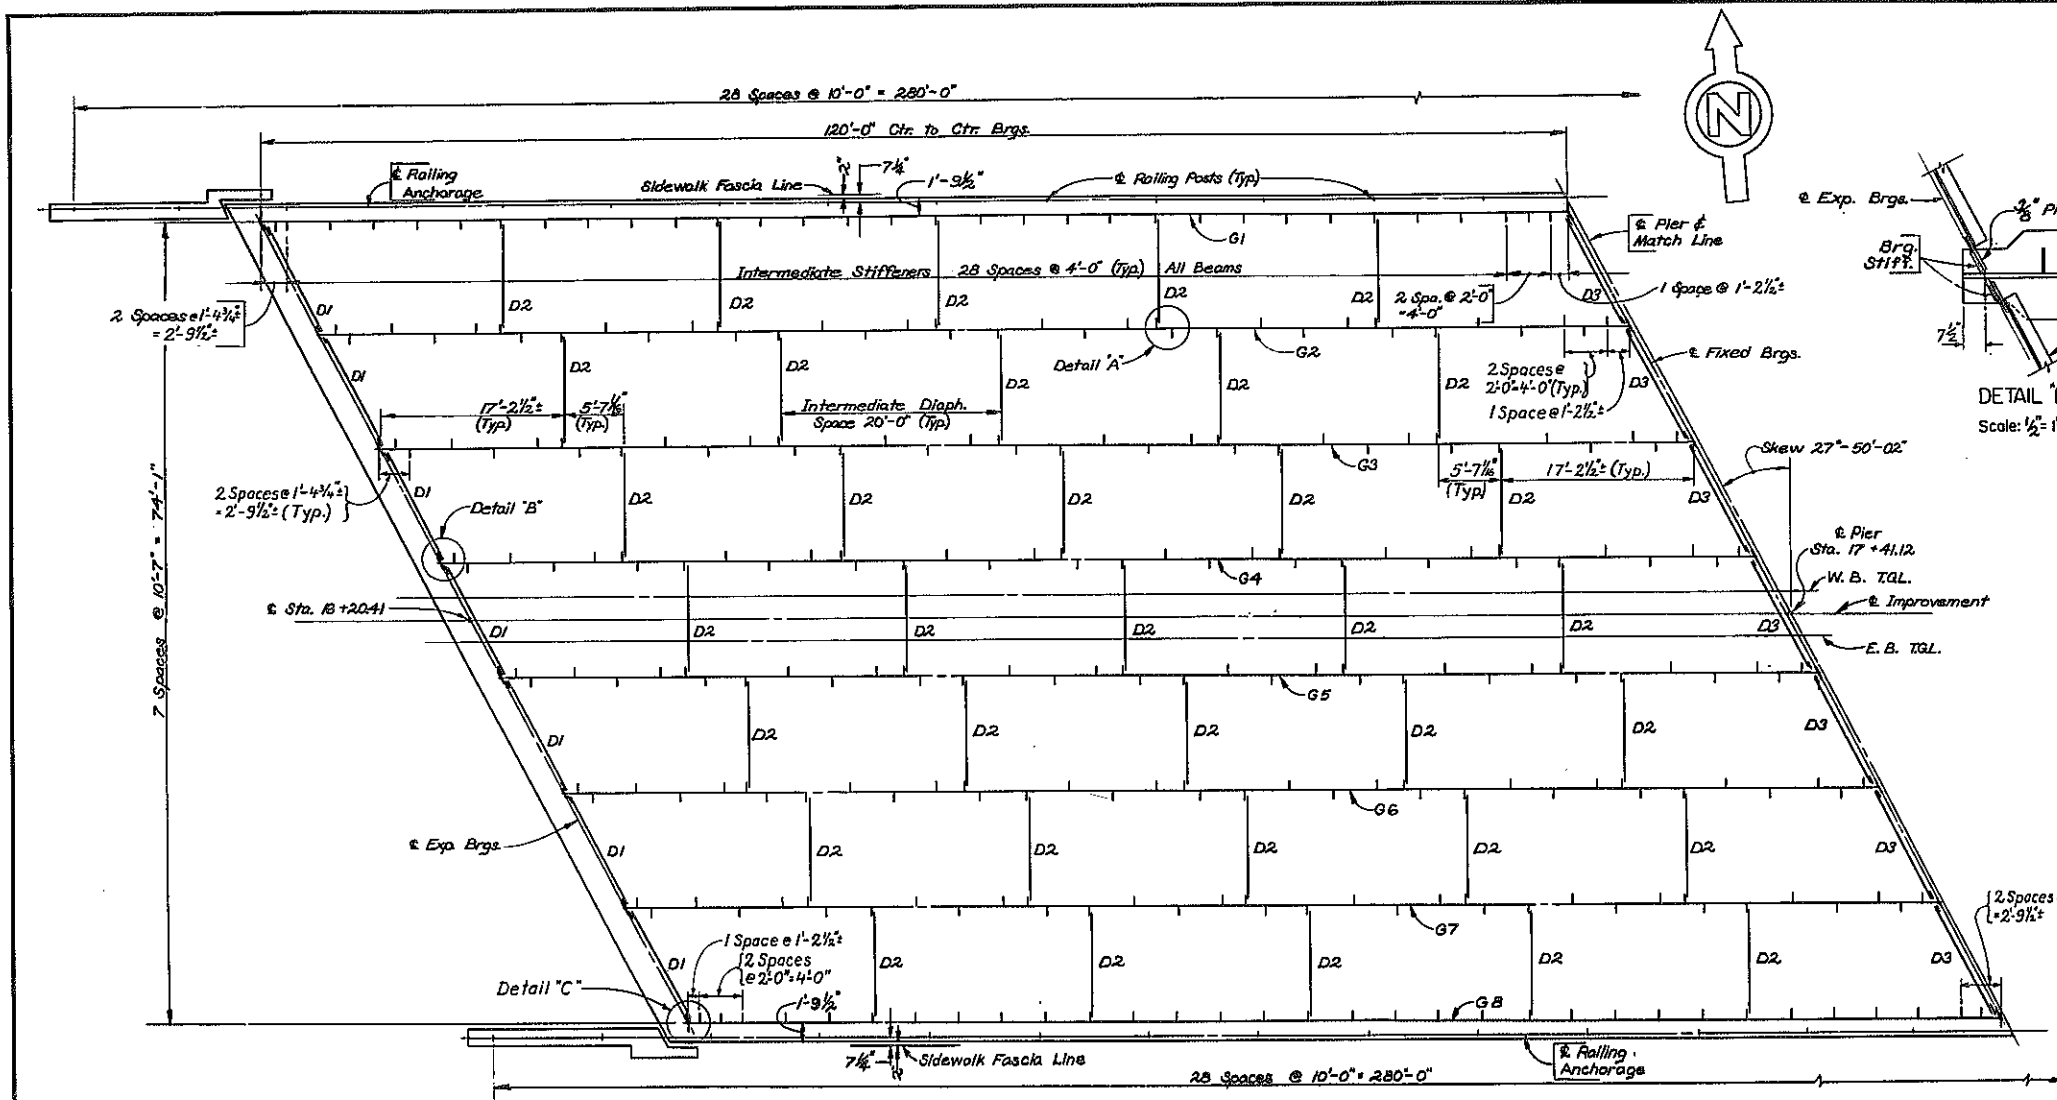 28 Spaces @ 10'-0" = 280'-0"
120'-0" Ctr. to Ctr. Brgs.
N
℄ Railing
Anchorage
Sidewalk Fascia Line
2"
7¼"
1'-9½"
℄ Railing Posts (Typ)
℄ Exp. Brgs.
Brg.
Stiff.
7½"
DETAIL
Scale: ½"= 1'
G1
℄ Pier &
Match Line
Intermediate Stiffeners 28 Spaces @ 4'-0" (Typ.) All Beams
D1
D2
D2
D2
D2
D2
2 Spa. @ 2'-0"
=4'-0"
D3
1 Space @ 1'-2½"±
2 Spaces @ 1'-4¾"±
= 2'-9½"±
Detail "A"
G2
℄ Fixed Brgs.
D1
D2
D2
D2
D2
D2
2 Spaces @
2'-0"=4'-0"(Typ.)
1 Space @ 1'-2½"±
D3
17'-2½"±
(Typ.)
5'-7 1/16"
(Typ.)
Intermediate Diaph.
Space 20'-0" (Typ)
G3
Skew 27°-50'-02"
2 Spaces @ 1'-4¾"±
= 2'-9½"± (Typ.)
D1
D2
D2
D2
D2
5'-7 1/16"
(Typ.)
17'-2½"± (Typ.)
D2
D3
Detail "B"
7 Spaces @ 10'-7" = 74'-1"
G4
℄ Pier
Sta. 17 +41.12
W. B. T.G.L.
℄ Improvement
℄ Sta. 16 +20.41
D1
D2
D2
D2
D2
D2
D3
E. B. T.G.L.
G5
D1
D2
D2
D2
D2
D2
D3
G6
℄ Exp. Brgs.
D1
D2
D2
D2
D2
D2
D3
2 Spaces
=2'-9½"±
G7
1 Space @ 1'-2½"±
2 Spaces
@ 2'-0"=4'-0"
D1
D2
D2
D2
D2
D2
D3
Detail "C"
1'-9½"
G8
7¼"
2"
Sidewalk Fascia Line
℄ Railing
Anchorage
28 Spaces @ 10'-0" = 280'-0"